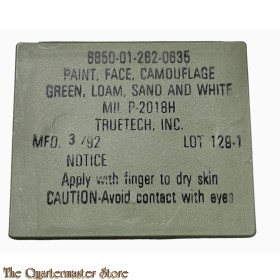 6850-01-262-0635
PAINT, FACE, CAMOUFLAGE
GREEN, LOAM, SAND AND WHITE
MIL P-2018H
TRUETECH, INC.
MFD. 3/92 LOT 129-1
NOTICE
Apply with finger to dry skin
CAUTION-Avoid contact with eyes
The Quartermaster Store